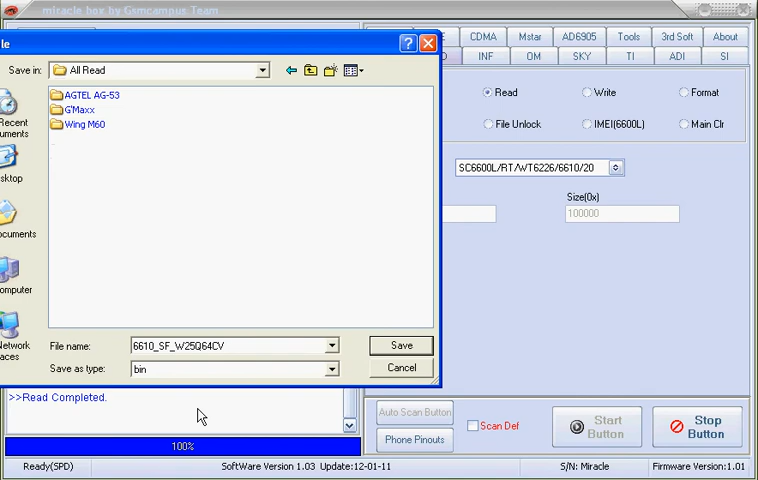 miracle box by Gsmcampus Team
le
Save in:
All Read
AGTEL AG-53
G'Maxx
Wing M60
Recent
cuments
sktop
ocuments
omputer
Network
aces
File name:
6610_SF_W25Q64CV
Save
Save as type:
bin
Cancel
CDMA
Mstar
AD6905
Tools
3rd Soft
About
INF
OM
SKY
TI
ADI
SI
Read
Write
Format
File Unlock
IMEI(6600L)
Main Clr
SC6600L/RT/WT6226/6610/20
Size(0x)
100000
>>Read Completed.
100%
Auto Scan Button
Scan Def
Phone Pinouts
Start
Button
Stop
Button
Ready(SPD)
SoftWare Version 1.03 Update:12-01-11
S/N: Miracle
Firmware Version:1.01